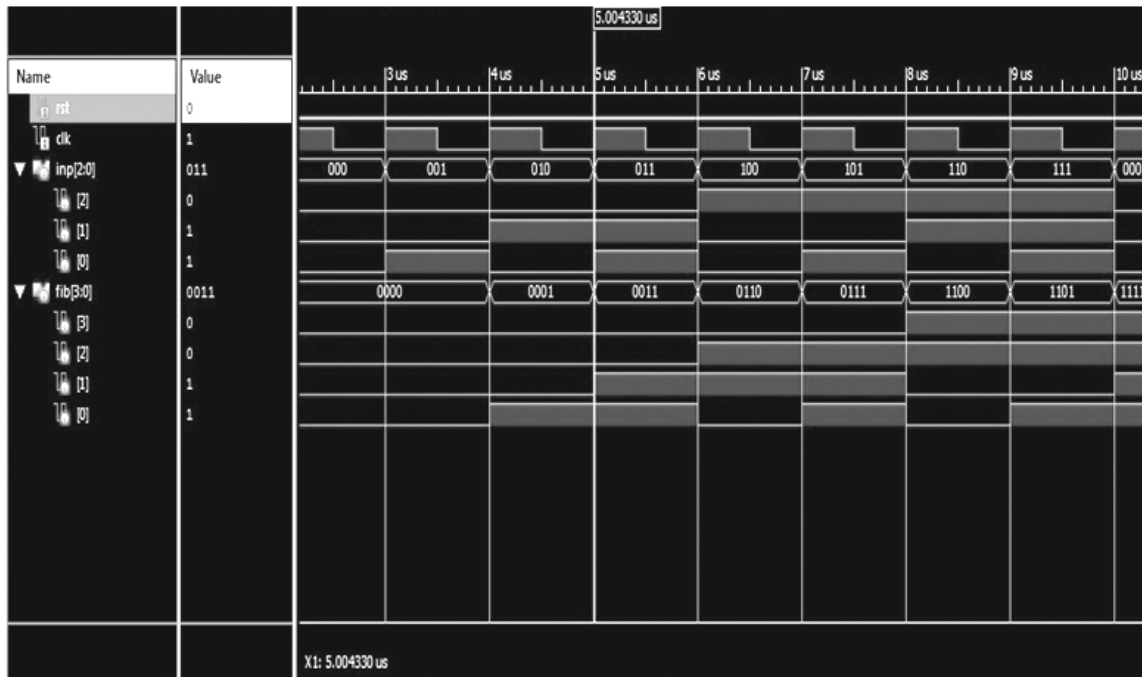 5.004330 us
Name Value
3 us 4 us 5 us 6 us 7 us 8 us 9 us 10 us
rst 0
clk 1
inp[2:0] 011 000 001 010 011 100 101 110 111 000
[2] 0
[1] 1
[0] 1
fib[3:0] 0011 0000 0001 0011 0110 0111 1100 1101 1111
[3] 0
[2] 0
[1] 1
[0] 1
X1: 5.004330 us